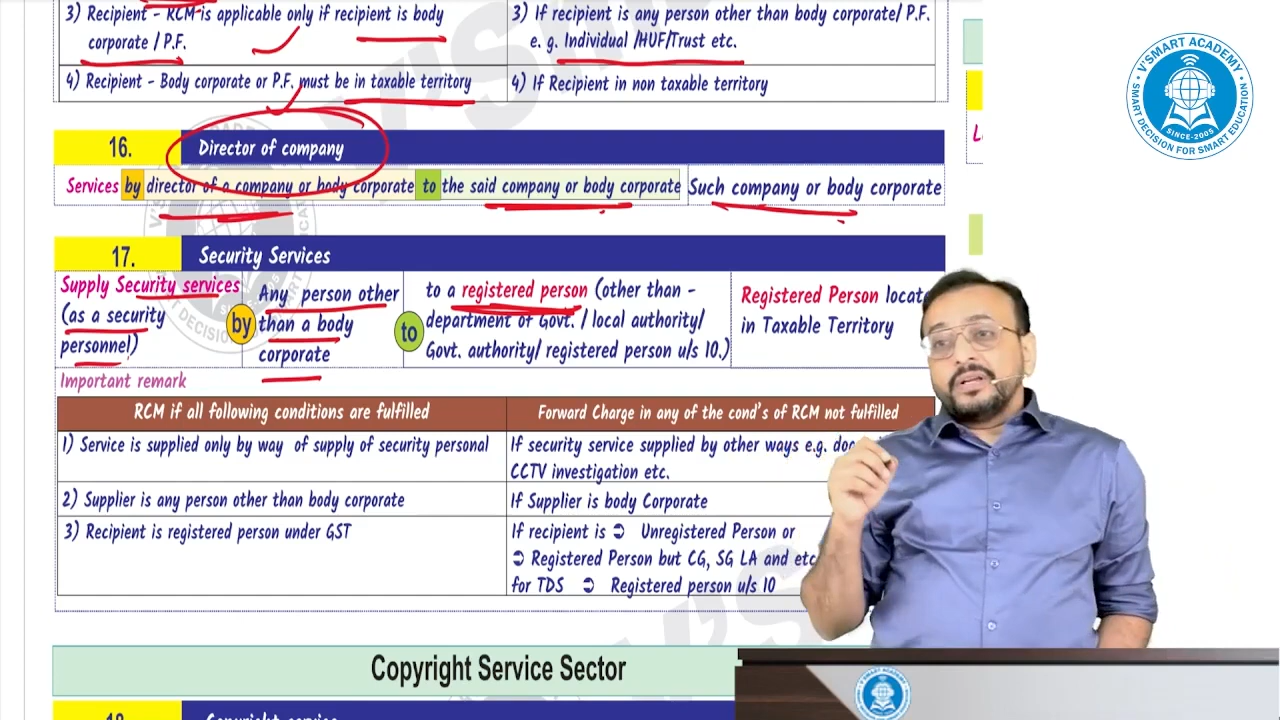 3) Recipient - RCM is applicable only if recipient is body
corporate / P.F.
3) If recipient is any person other than body corporate/ P.F.
e. g. Individual /HUF/Trust etc.
4) Recipient - Body corporate or P.F. must be in taxable territory
4) If Recipient in non taxable territory
16. Director of company
Services by director of a company or body corporate to the said company or body corporate
Such company or body corporate
17. Security Services
Supply Security services
(as a security
personnel)
by
Any person other
than a body
corporate
to
to a registered person (other than -
department of Govt. / local authority/
Govt. authority/ registered person u/s 10.)
Registered Person
in Taxable Territory
Important remark
RCM if all following conditions are fulfilled
Forward Charge in any of the cond's of RCM not fulfilled
1) Service is supplied only by way of supply of security personal
If security service supplied by other ways e.g.
CCTV investigation etc.
2) Supplier is any person other than body corporate
If Supplier is body Corporate
3) Recipient is registered person under GST
If recipient is ➲ Unregistered Person or
➲ Registered Person but CG, SG LA and etc
for TDS ➲ Registered person u/s 10
Copyright Service Sector
18. Copyright service
V'SMART ACADEMY
SMART DECISION FOR SMART EDUCATION
SINCE-2005